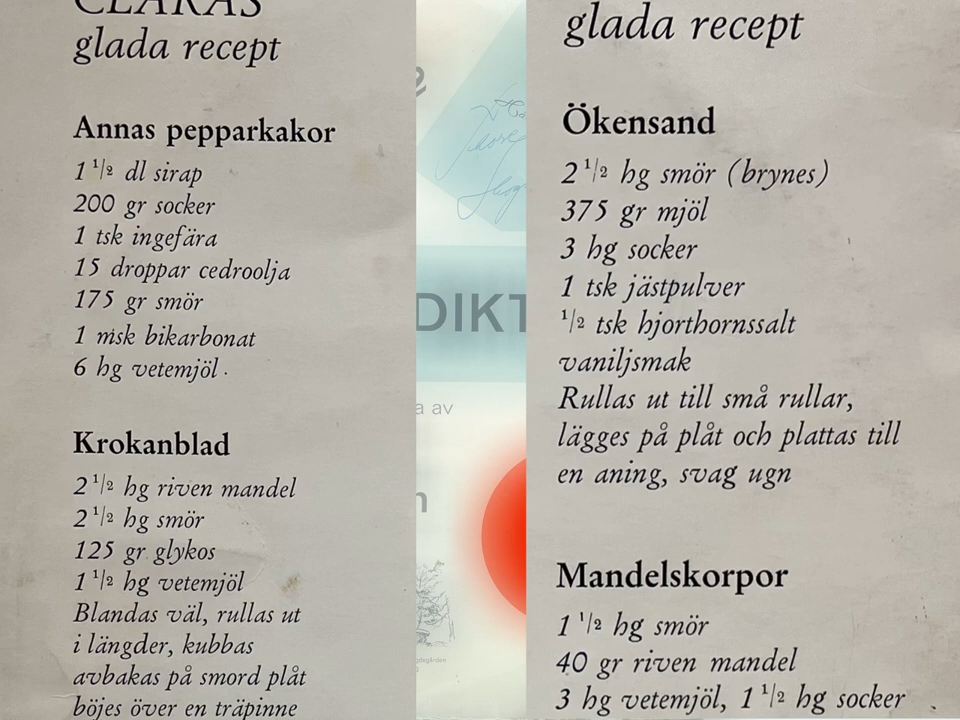 CLARAS
glada recept
Annas pepparkakor
1 1/2 dl sirap
200 gr socker
1 tsk ingefära
15 droppar cedroolja
175 gr smör
1 msk bikarbonat
6 hg vetemjöl
Krokanblad
2 1/2 hg riven mandel
2 1/2 hg smör
125 gr glykos
1 1/2 hg vetemjöl
Blandas väl, rullas ut
i längder, kubbas
avbakas på smord plåt
böjes över en träpinne
DIKT
a av
glada recept
Ökensand
2 1/2 hg smör (brynes)
375 gr mjöl
3 hg socker
1 tsk jästpulver
1/2 tsk hjorthornssalt
vaniljsmak
Rullas ut till små rullar,
lägges på plåt och plattas till
en aning, svag ugn
Mandelskorpor
1 1/2 hg smör
40 gr riven mandel
3 hg vetemjöl, 1 1/2 hg socker